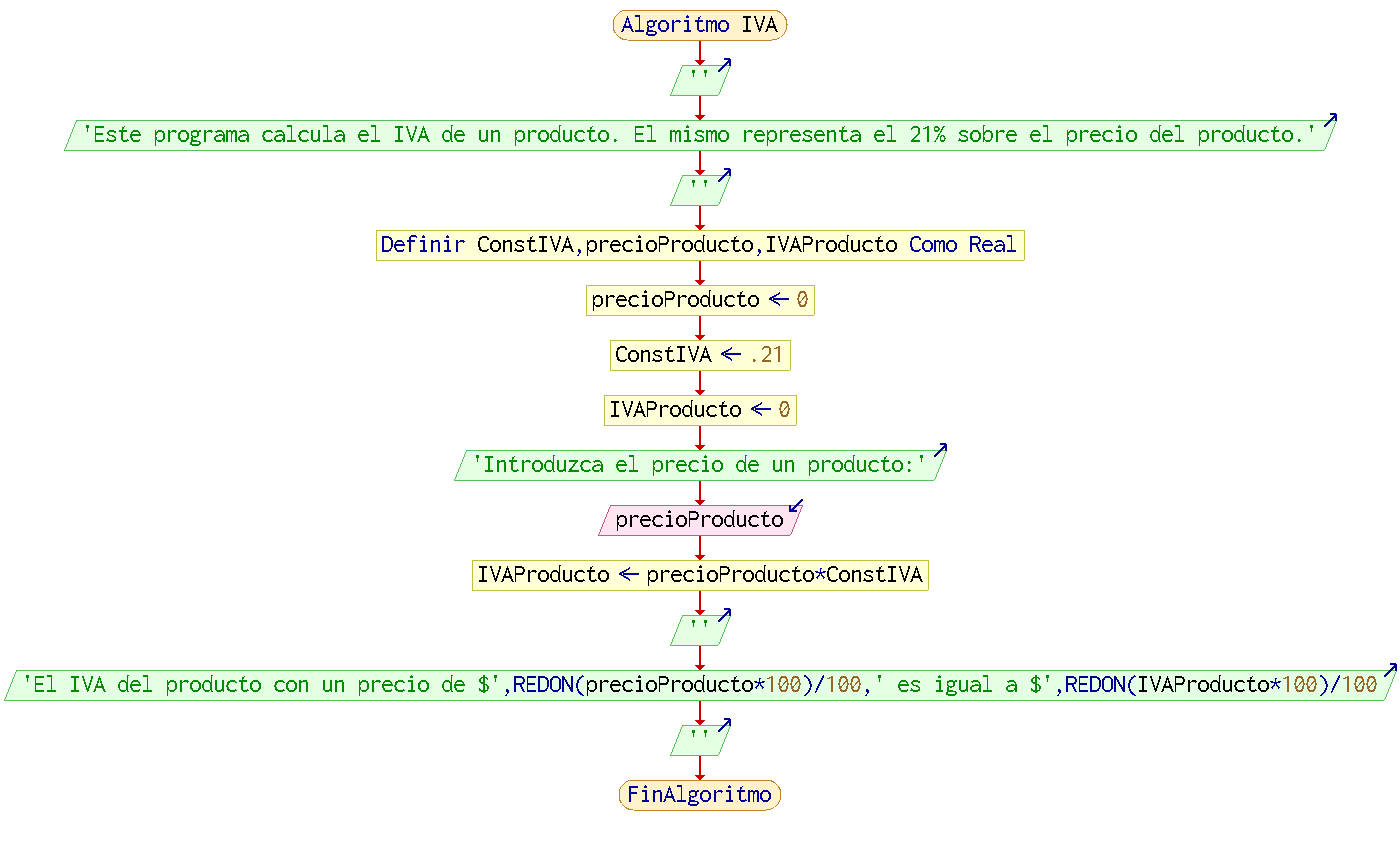 Algoritmo IVA
''
'Este programa calcula el IVA de un producto. El mismo representa el 21% sobre el precio del producto.'
''
Definir ConstIVA,precioProducto,IVAProducto Como Real
precioProducto ← 0
ConstIVA ← .21
IVAProducto ← 0
'Introduzca el precio de un producto:'
precioProducto
IVAProducto ← precioProducto*ConstIVA
''
'El IVA del producto con un precio de $',REDON(precioProducto*100)/100,' es igual a $',REDON(IVAProducto*100)/100
''
FinAlgoritmo